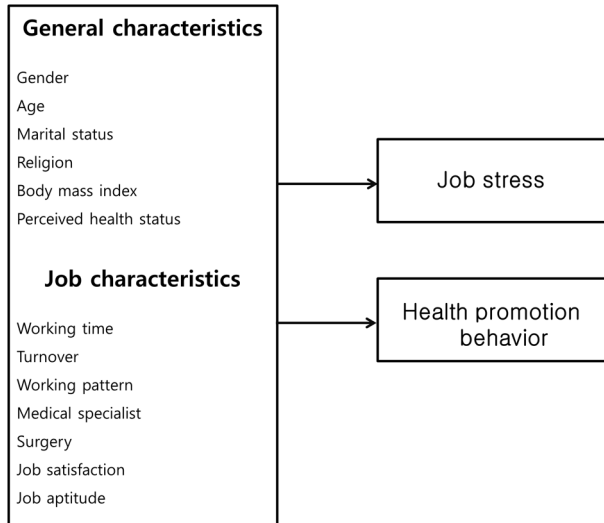 General characteristics
Gender
Age
Marital status
Religion
Body mass index
Perceived health status
Job characteristics
Working time
Turnover
Working pattern
Medical specialist
Surgery
Job satisfaction
Job aptitude
Job stress
Health promotion
behavior